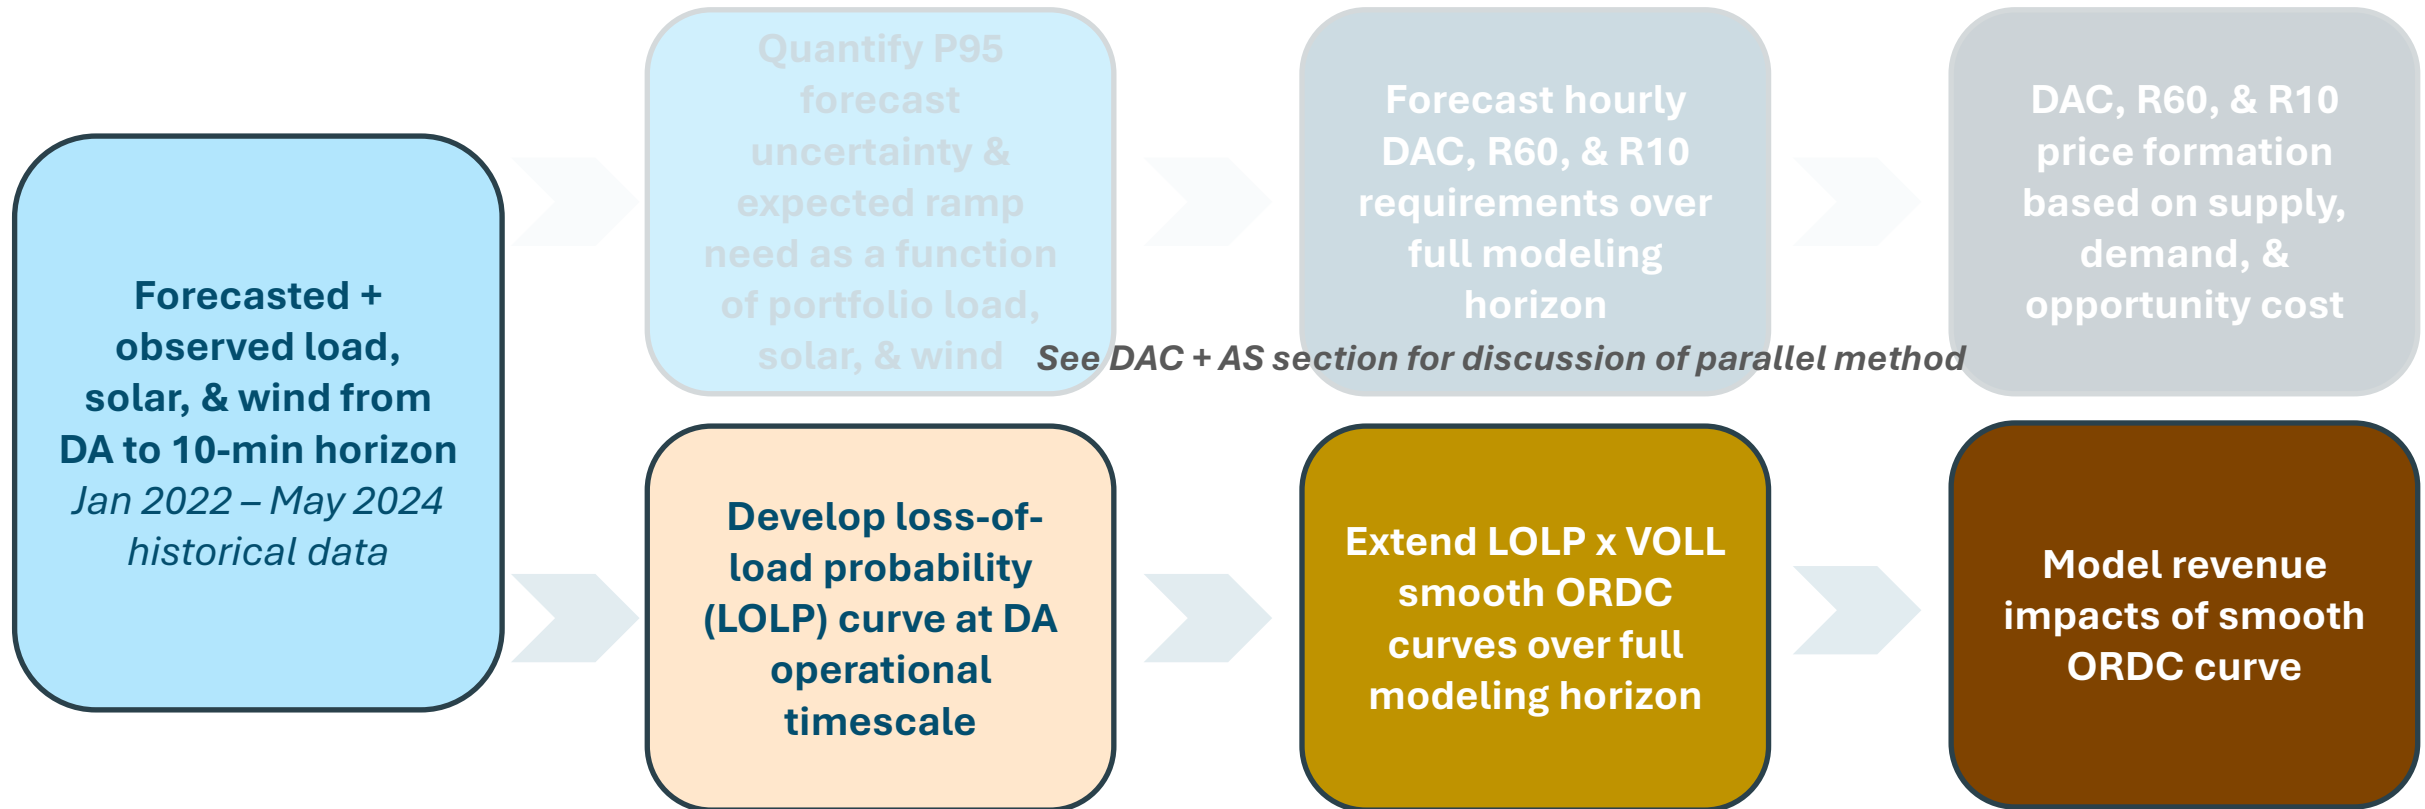 Forecasted +
observed load,
solar, & wind from
DA to 10-min horizon
Jan 2022 – May 2024
historical data
Quantify P95
forecast
uncertainty &
expected ramp
need as a function
of portfolio load,
solar, & wind
Forecast hourly
DAC, R60, & R10
requirements over
full modeling
horizon
DAC, R60, & R10
price formation
based on supply,
demand, &
opportunity cost
See DAC + AS section for discussion of parallel method
Develop loss-of-
load probability
(LOLP) curve at DA
operational
timescale
Extend LOLP x VOLL
smooth ORDC
curves over full
modeling horizon
Model revenue
impacts of smooth
ORDC curve